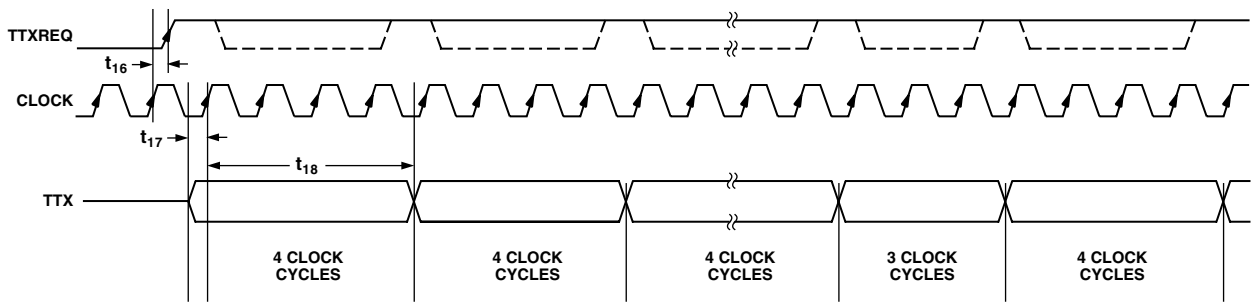 TTXREQ
t16
CLOCK
t17
t18
TTX
4 CLOCK
CYCLES
4 CLOCK
CYCLES
4 CLOCK
CYCLES
3 CLOCK
CYCLES
4 CLOCK
CYCLES